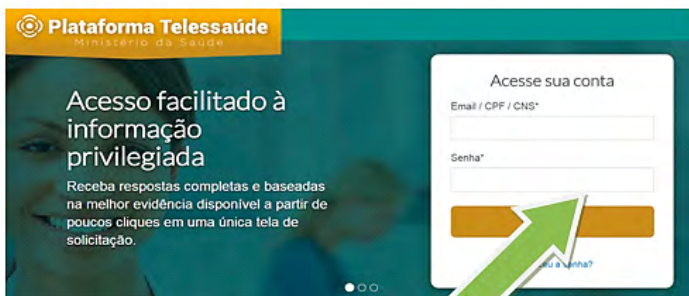 Plataforma Telessaúde
Ministério da Saúde
Acesso facilitado à
informação
privilegiada
Receba respostas completas e baseadas
na melhor evidência disponível a partir de
poucos cliques em uma única tela de
solicitação.
Acesse sua conta
Email / CPF / CNS*
Senha*
a senha?